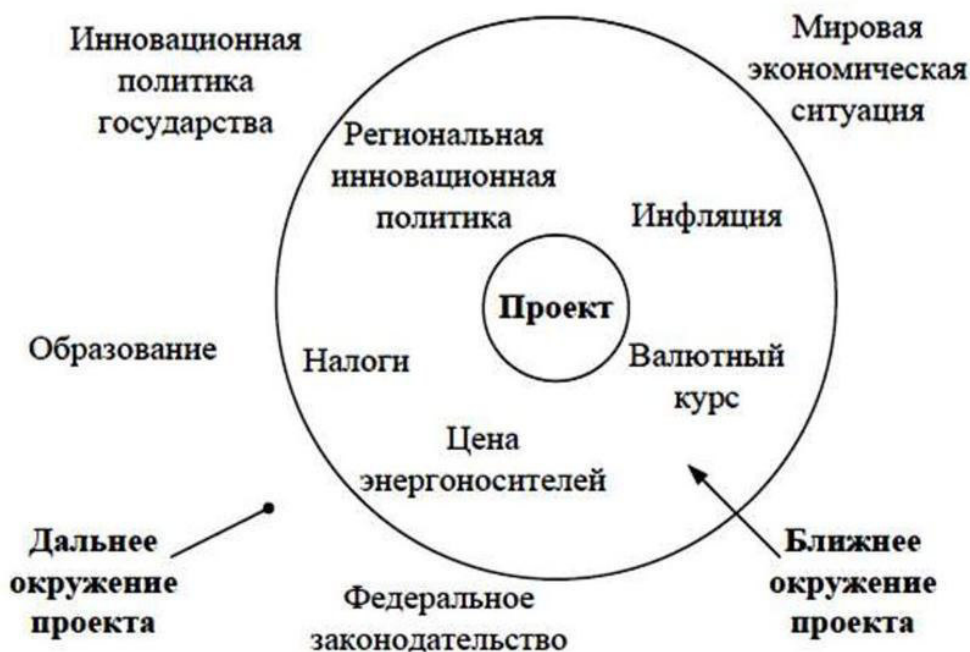 Инновационная
политика
государства
Мировая
экономическая
ситуация
Региональная
инновационная
политика
Инфляция
Проект
Образование
Налоги
Валютный
курс
Цена
энергоносителей
Дальнее
окружение
проекта
Ближнее
окружение
проекта
Федеральное
законодательство